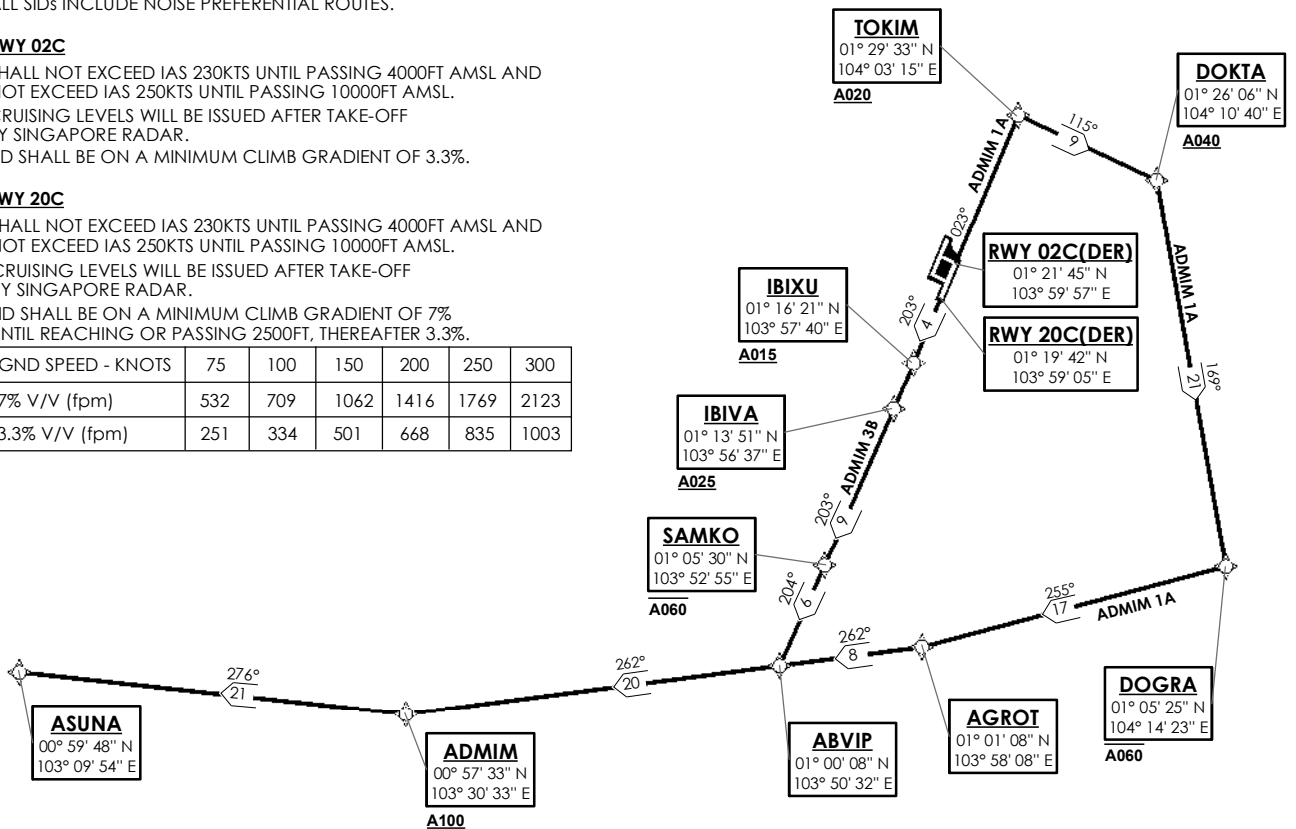 ALL SIDs INCLUDE NOISE PREFERENTIAL ROUTES.
RWY 02C
SHALL NOT EXCEED IAS 230KTS UNTIL PASSING 4000FT AMSL AND
NOT EXCEED IAS 250KTS UNTIL PASSING 10000FT AMSL.
CRUISING LEVELS WILL BE ISSUED AFTER TAKE-OFF
BY SINGAPORE RADAR.
SHALL BE ON A MINIMUM CLIMB GRADIENT OF 3.3%.
RWY 20C
SHALL NOT EXCEED IAS 230KTS UNTIL PASSING 4000FT AMSL AND
NOT EXCEED IAS 250KTS UNTIL PASSING 10000FT AMSL.
CRUISING LEVELS WILL BE ISSUED AFTER TAKE-OFF
BY SINGAPORE RADAR.
SHALL BE ON A MINIMUM CLIMB GRADIENT OF 7%
UNTIL REACHING OR PASSING 2500FT, THEREAFTER 3.3%.
GND SPEED - KNOTS 75 100 150 200 250 300
7% V/V (fpm) 532 709 1062 1416 1769 2123
3.3% V/V (fpm) 251 334 501 668 835 1003
TOKIM
01° 29' 33" N
104° 03' 15" E
A020
DOKTA
01° 26' 06" N
104° 10' 40" E
A040
115°
9
ADMIM 1A
023°
RWY 02C(DER)
01° 21' 45" N
103° 59' 57" E
RWY 20C(DER)
01° 19' 42" N
103° 59' 05" E
IBIXU
01° 16' 21" N
103° 57' 40" E
A015
203°
4
ADMIM 1A
169°
21
IBIVA
01° 13' 51" N
103° 56' 37" E
A025
ADMIM 3B
203°
9
SAMKO
01° 05' 30" N
103° 52' 55" E
A060
204°
6
255°
17
ADMIM 1A
262°
8
262°
20
276°
21
DOGRA
01° 05' 25" N
104° 14' 23" E
A060
AGROT
01° 01' 08" N
103° 58' 08" E
ABVIP
01° 00' 08" N
103° 50' 32" E
ADMIM
00° 57' 33" N
103° 30' 33" E
A100
ASUNA
00° 59' 48" N
103° 09' 54" E